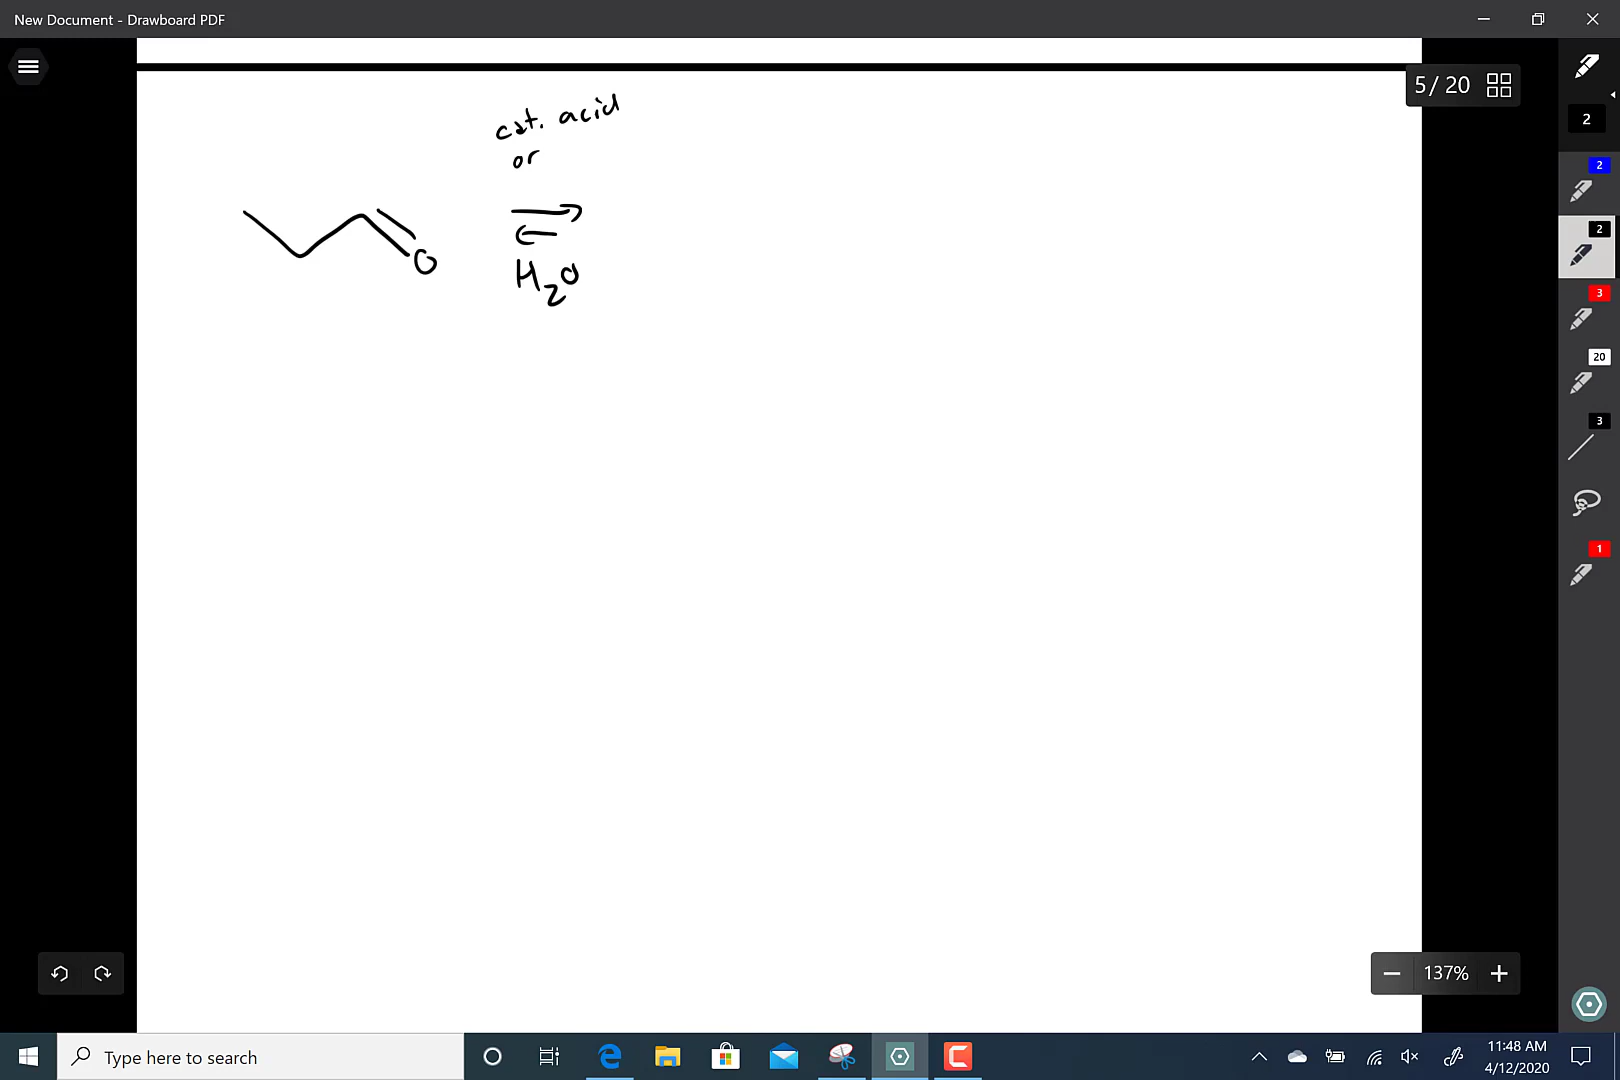 New Document - Drawboard PDF
5 / 20
2
2
2
3
20
3
1
cat. acid
or
O
H2O
137%
Type here to search
11:48 AM
4/12/2020